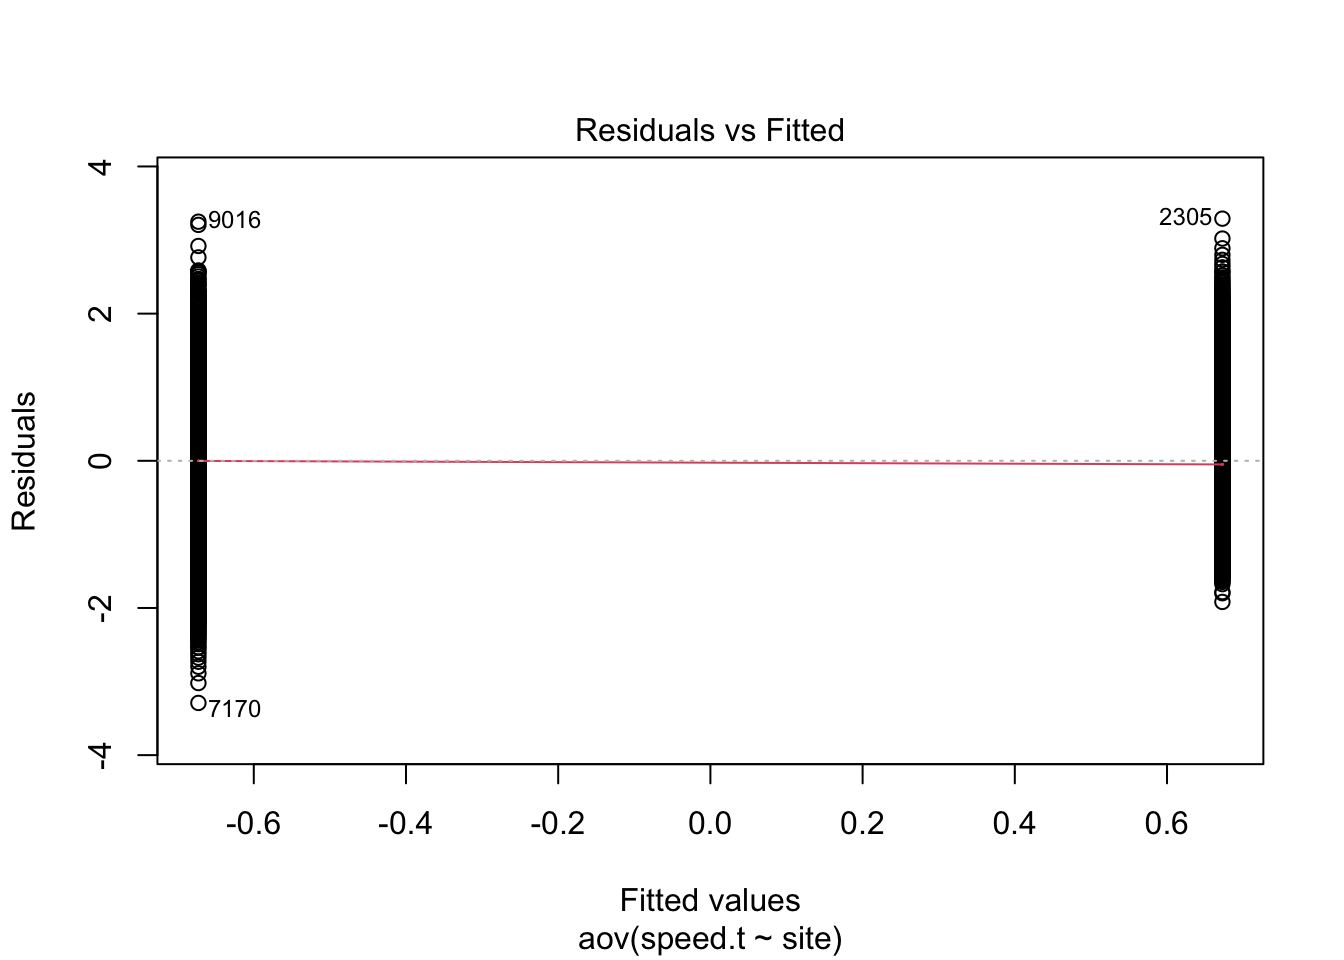 Residuals vs Fitted
4
2
0
-2
-4
Residuals
9016
2305
7170
-0.6 -0.4 -0.2 0.0 0.2 0.4 0.6
Fitted values
aov(speed.t ~ site)